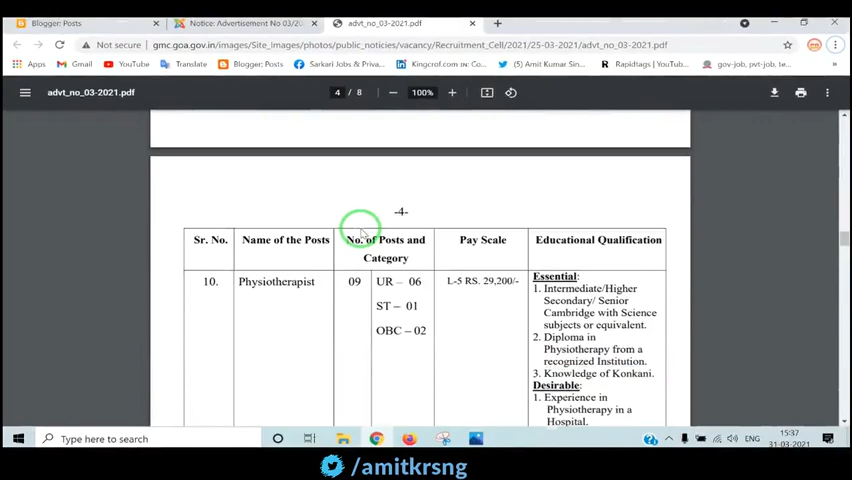 Blogger: Posts × Notice: Advertisement No 03/20 × advt_no_03-2021.pdf × +
Not secure | gmc.goa.gov.in/images/Site_Images/photos/public_noticies/vacancy/Recruitment_Cell/2021/25-03-2021/advt_no_03-2021.pdf
Apps Gmail YouTube Translate Blogger: Posts Sarkari Jobs & Priva... Kingcrof.com | Linke... (5) Amit Kumar Sin... Rapidtags | YouTub... gov-job, pvt-job, te...
advt_no_03-2021.pdf 4 / 8 − 100% +
-4-
Sr. No. Name of the Posts No. of Posts and Pay Scale Educational Qualification
Category
10. Physiotherapist 09 UR – 06 L-5 RS. 29,200/- Essential:
1. Intermediate/Higher
Secondary/ Senior
ST – 01 Cambridge with Science
subjects or equivalent.
OBC – 02 2. Diploma in
Physiotherapy from a
recognized Institution.
3. Knowledge of Konkani.
Desirable:
1. Experience in
Physiotherapy in a
Hospital.
Type here to search ENG 15:37
31-03-2021
/amitkrsng